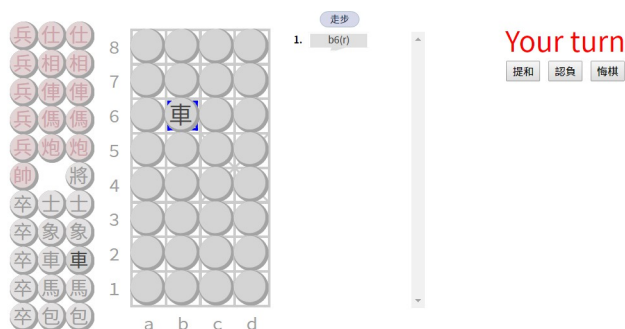 走步
1. b6(r)
Your turn
提和 認負 悔棋
兵 仕 仕
兵 相 相
兵 俥 俥
兵 傌 傌
兵 炮 炮
帥 將
卒 士 士
卒 象 象
卒 車 車
卒 馬 馬
卒 包 包
8
7
6 車
5
4
3
2
1
a b c d